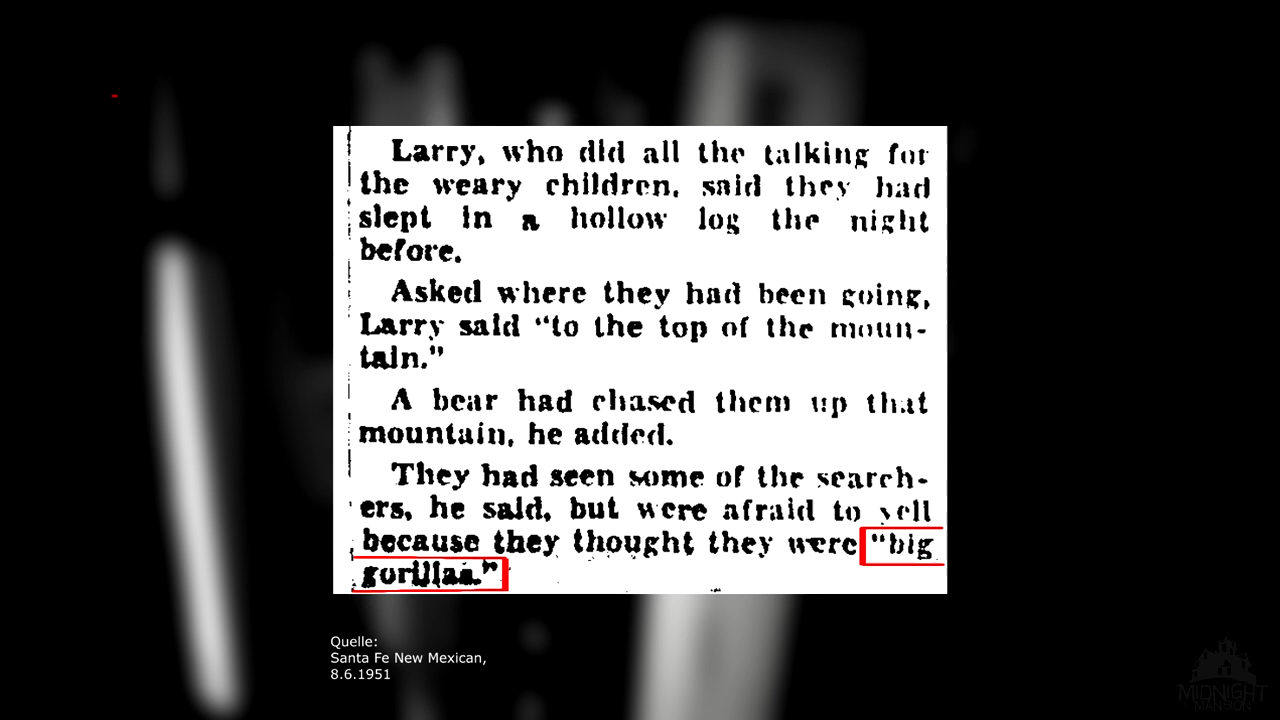 Larry, who did all the talking for
the weary children, said they had
slept in a hollow log the night
before.
Asked where they had been going,
Larry said "to the top of the moun-
tain."
A bear had chased them up that
mountain, he added.
They had seen some of the search-
ers, he said, but were afraid to yell
because they thought they were "big
gorillas."
Quelle:
Santa Fe New Mexican,
8.6.1951
MIDNIGHT
MANSION